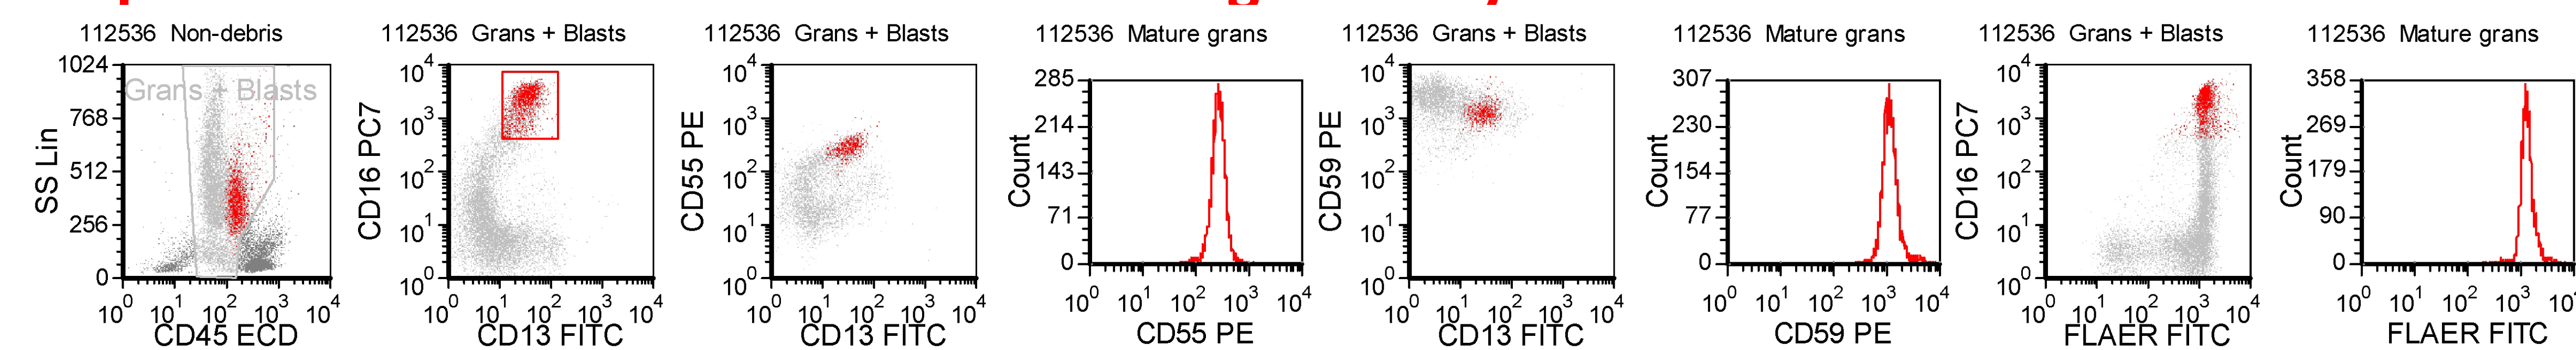 112536 Non-debris
1024
768
512
256
0
SS Lin
Grans + Blasts
10^0 10^1 10^2 10^3 10^4
CD45 ECD
112536 Grans + Blasts
10^4
10^3
10^2
10^1
10^0
CD16 PC7
10^0 10^1 10^2 10^3 10^4
CD13 FITC
112536 Grans + Blasts
10^4
10^3
10^2
10^1
10^0
CD55 PE
10^0 10^1 10^2 10^3 10^4
CD13 FITC
112536 Mature grans
285
214
143
71
0
Count
10^0 10^1 10^2 10^3 10^4
CD55 PE
112536 Grans + Blasts
10^4
10^3
10^2
10^1
10^0
CD59 PE
10^0 10^1 10^2 10^3 10^4
CD13 FITC
112536 Mature grans
307
230
154
77
0
Count
10^0 10^1 10^2 10^3 10^4
CD59 PE
112536 Grans + Blasts
10^4
10^3
10^2
10^1
10^0
CD16 PC7
10^0 10^1 10^2 10^3 10^4
FLAER FITC
112536 Mature grans
358
269
179
90
0
Count
10^0 10^1 10^2 10^3
FLAER FITC